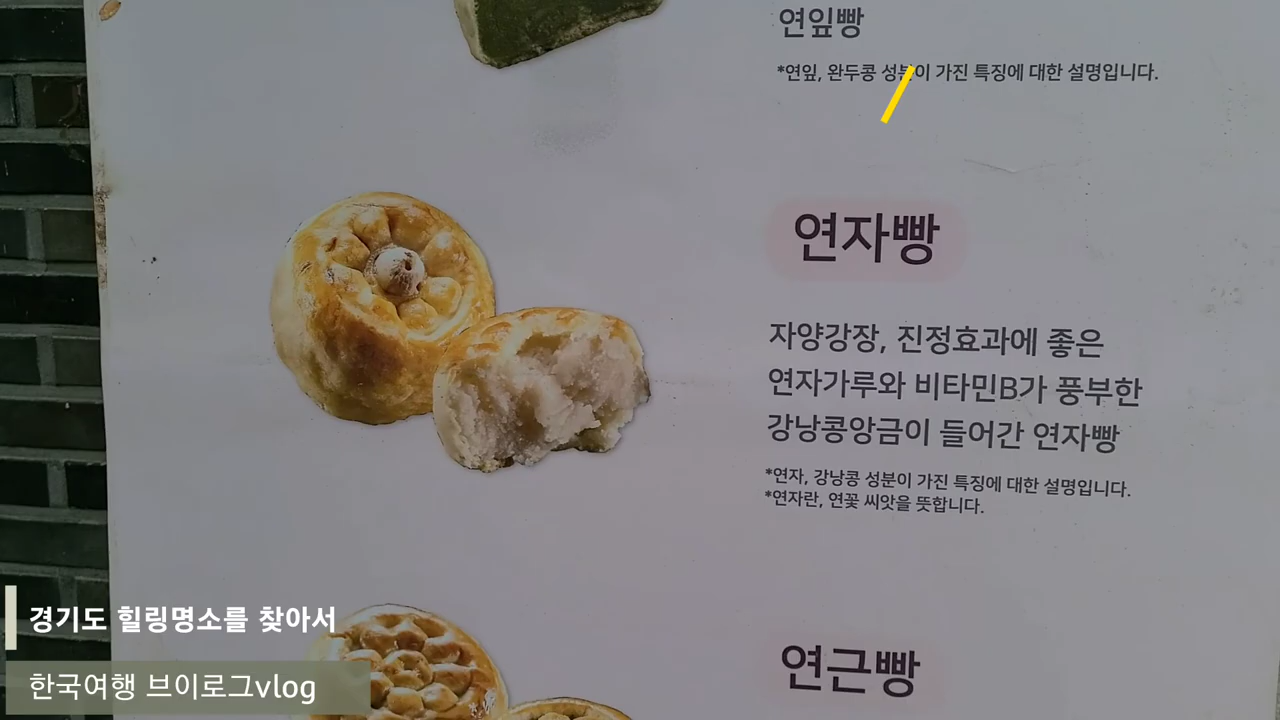 연잎빵
*연잎, 완두콩 성분이 가진 특징에 대한 설명입니다.
연자빵
자양강장, 진정효과에 좋은
연자가루와 비타민B가 풍부한
강낭콩앙금이 들어간 연자빵
*연자, 강낭콩 성분이 가진 특징에 대한 설명입니다.
*연자란, 연꽃 씨앗을 뜻합니다.
연근빵
경기도 힐링명소를 찾아서
한국여행 브이로그vlog